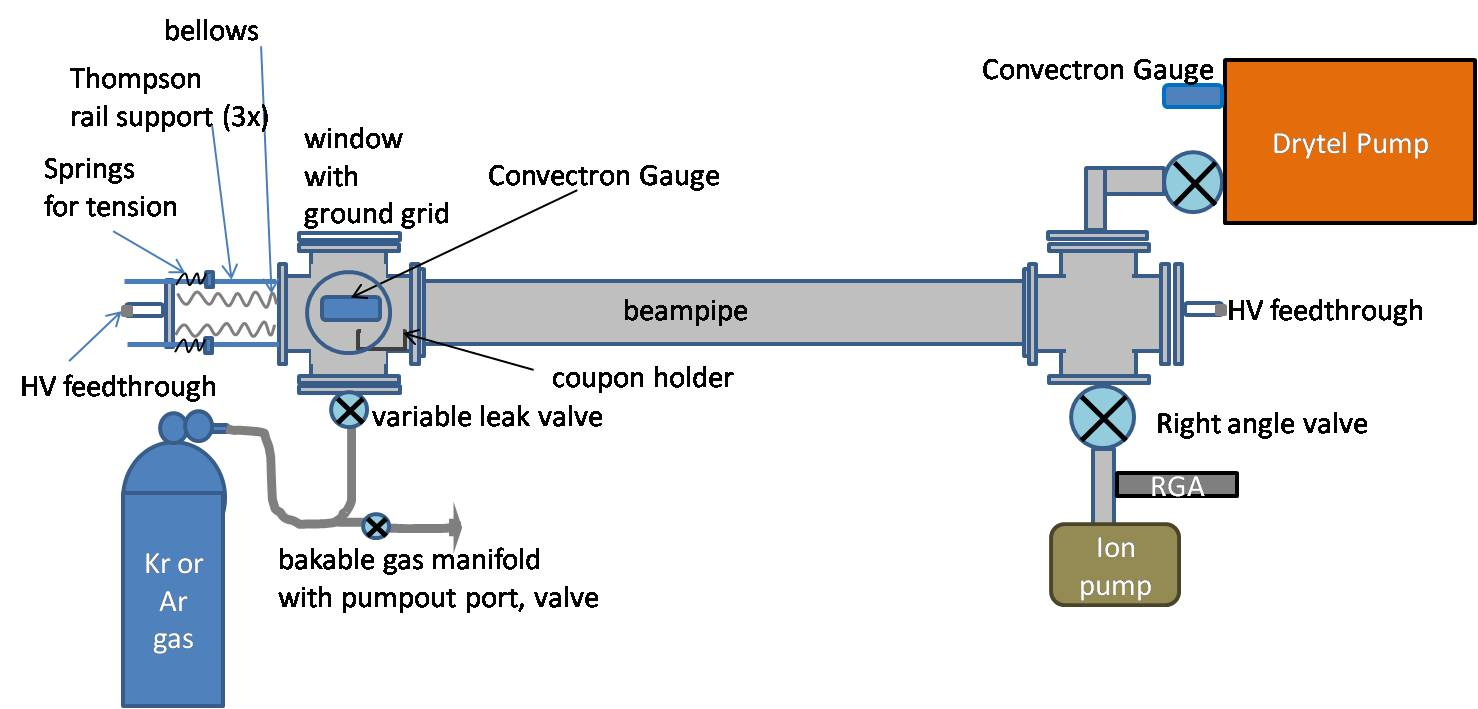 bellows
Thompson
rail support (3x)
Springs
for tension
window
with
ground grid
Convectron Gauge
Convectron Gauge
Drytel Pump
beampipe
HV feedthrough
HV feedthrough
coupon holder
variable leak valve
Right angle valve
RGA
Ion
pump
Kr or
Ar
gas
bakable gas manifold
with pumpout port, valve